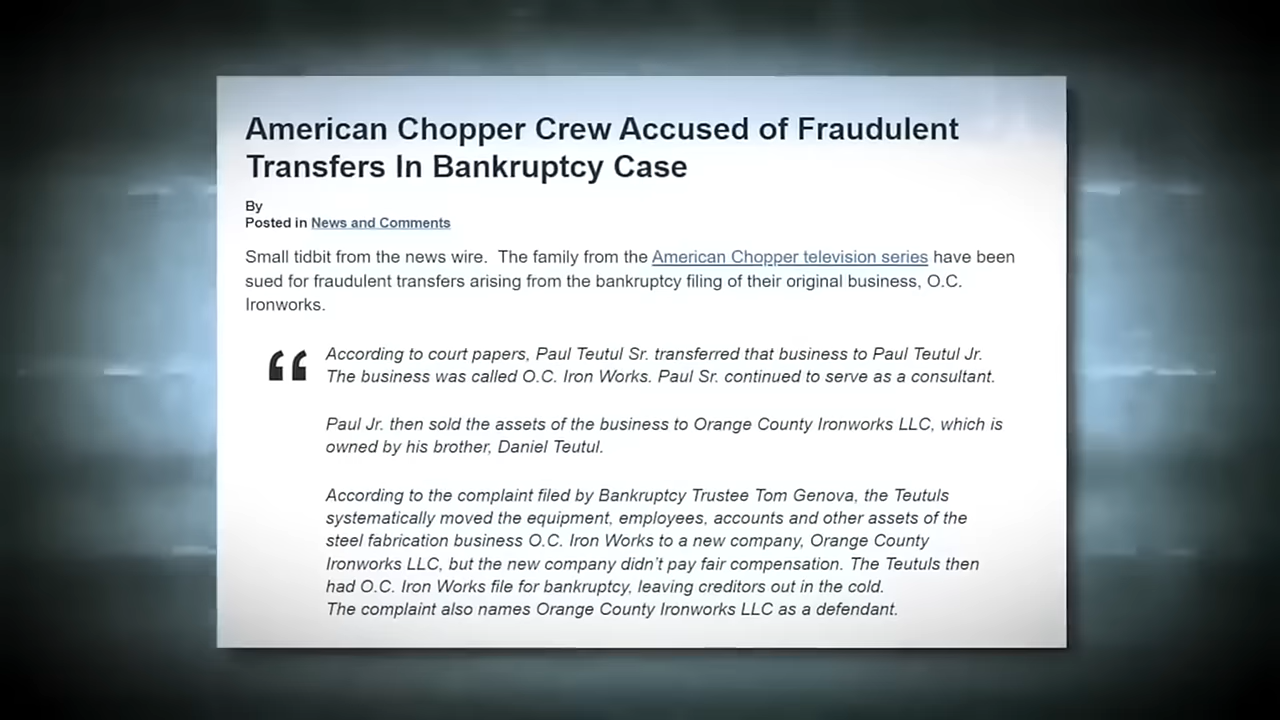 American Chopper Crew Accused of Fraudulent
Transfers In Bankruptcy Case
By
Posted in News and Comments
Small tidbit from the news wire.  The family from the American Chopper television series have been
sued for fraudulent transfers arising from the bankruptcy filing of their original business, O.C.
Ironworks.
“ According to court papers, Paul Teutul Sr. transferred that business to Paul Teutul Jr.
The business was called O.C. Iron Works. Paul Sr. continued to serve as a consultant.
Paul Jr. then sold the assets of the business to Orange County Ironworks LLC, which is
owned by his brother, Daniel Teutul.
According to the complaint filed by Bankruptcy Trustee Tom Genova, the Teutuls
systematically moved the equipment, employees, accounts and other assets of the
steel fabrication business O.C. Iron Works to a new company, Orange County
Ironworks LLC, but the new company didn’t pay fair compensation. The Teutuls then
had O.C. Iron Works file for bankruptcy, leaving creditors out in the cold.
The complaint also names Orange County Ironworks LLC as a defendant.